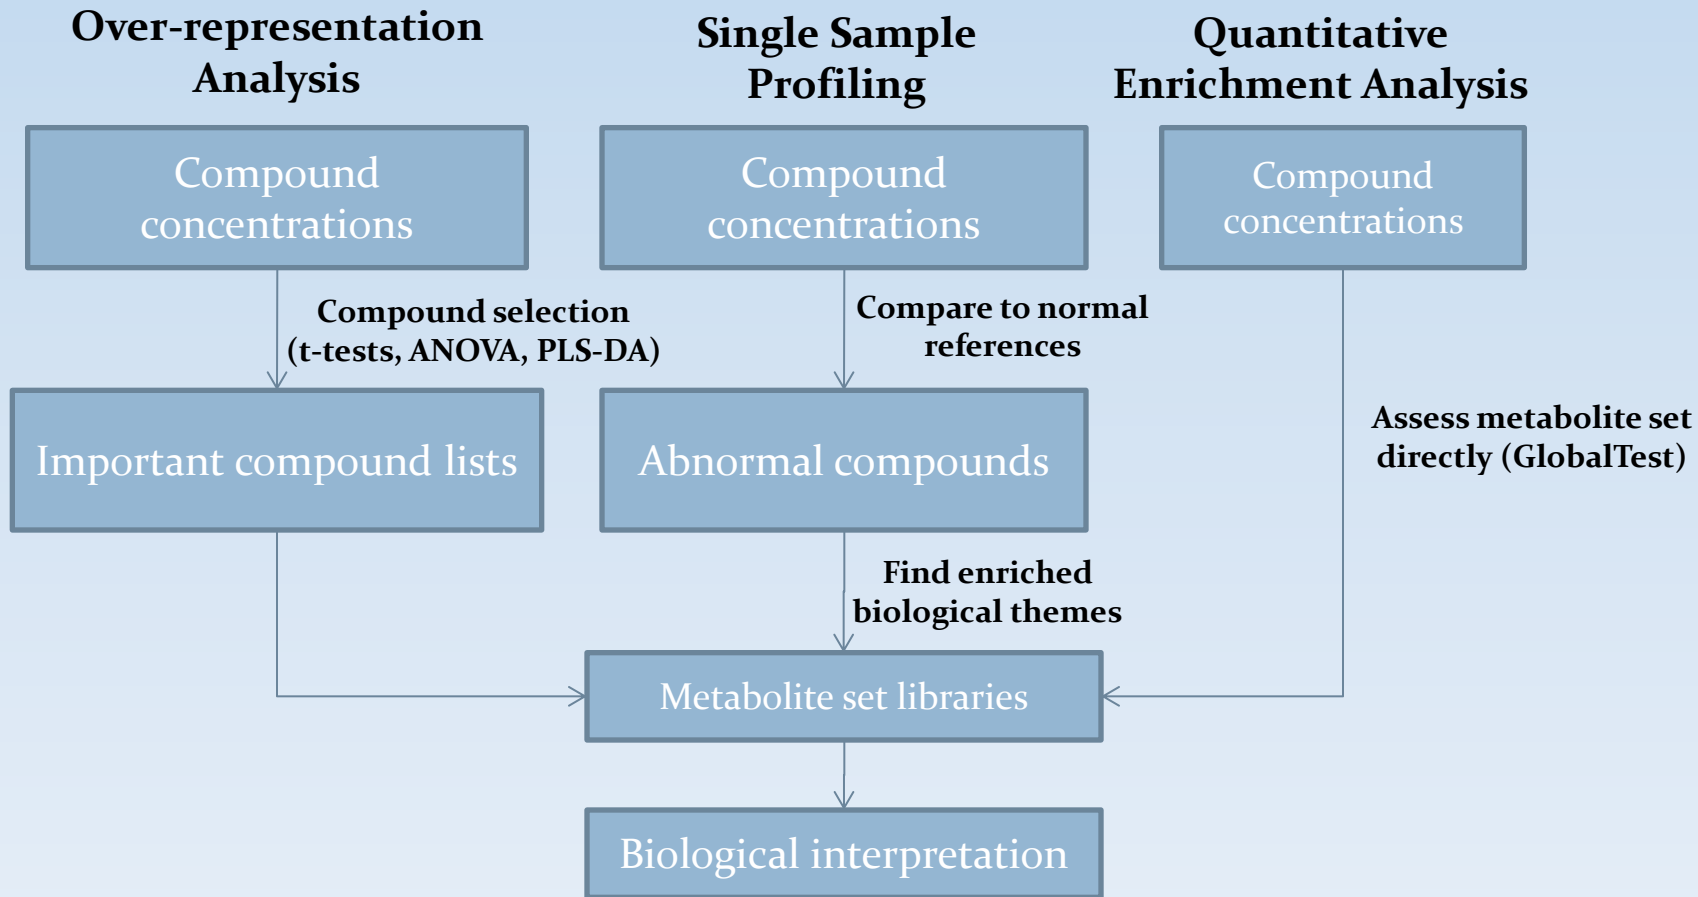 Over-representation
Analysis
Single Sample
Profiling
Quantitative
Enrichment Analysis
Compound
concentrations
Compound
concentrations
Compound
concentrations
Compound selection
(t-tests, ANOVA, PLS-DA)
Compare to normal
references
Important compound lists
Abnormal compounds
Assess metabolite set
directly (GlobalTest)
Find enriched
biological themes
Metabolite set libraries
Biological interpretation